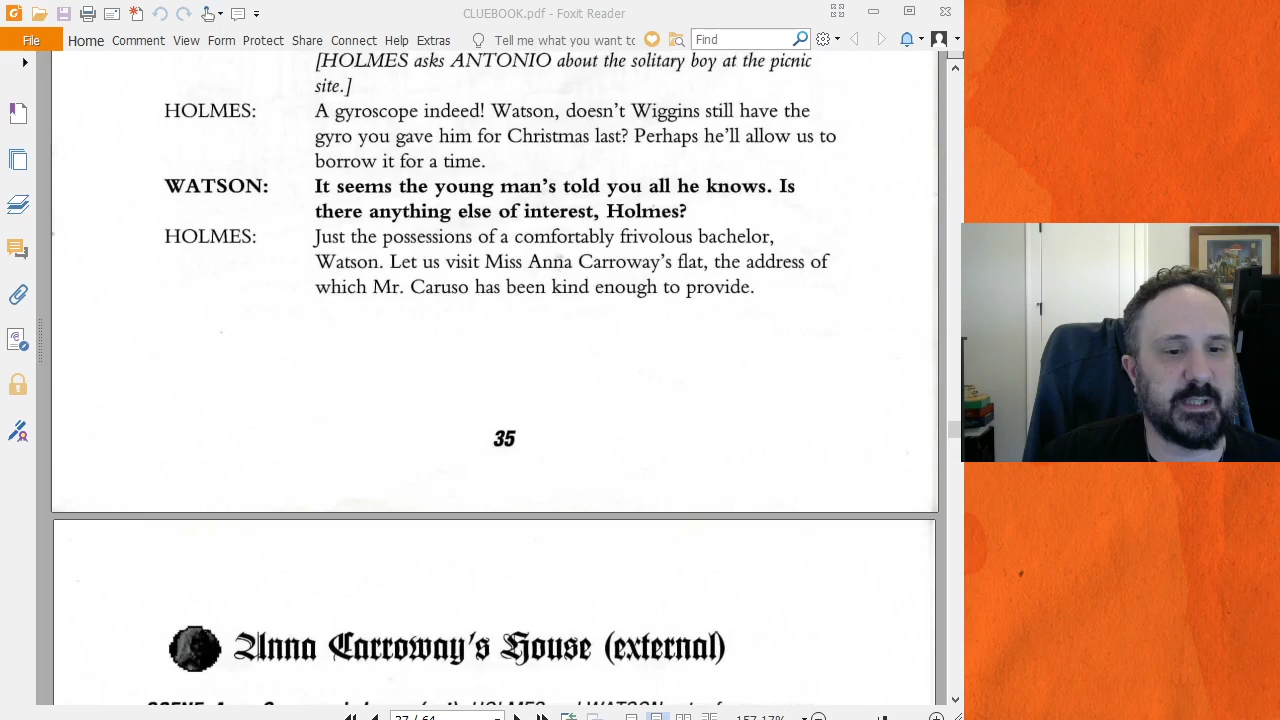 CLUEBOOK.pdf - Foxit Reader
File Home Comment View Form Protect Share Connect Help Extras Tell me what you want to Find
[HOLMES asks ANTONIO about the solitary boy at the picnic
site.]
HOLMES: A gyroscope indeed! Watson, doesn't Wiggins still have the
gyro you gave him for Christmas last? Perhaps he'll allow us to
borrow it for a time.
WATSON: It seems the young man's told you all he knows. Is
there anything else of interest, Holmes?
HOLMES: Just the possessions of a comfortably frivolous bachelor,
Watson. Let us visit Miss Anna Carroway's flat, the address of
which Mr. Caruso has been kind enough to provide.
35
Anna Carroway's House (external)
37 / 64 157.17%